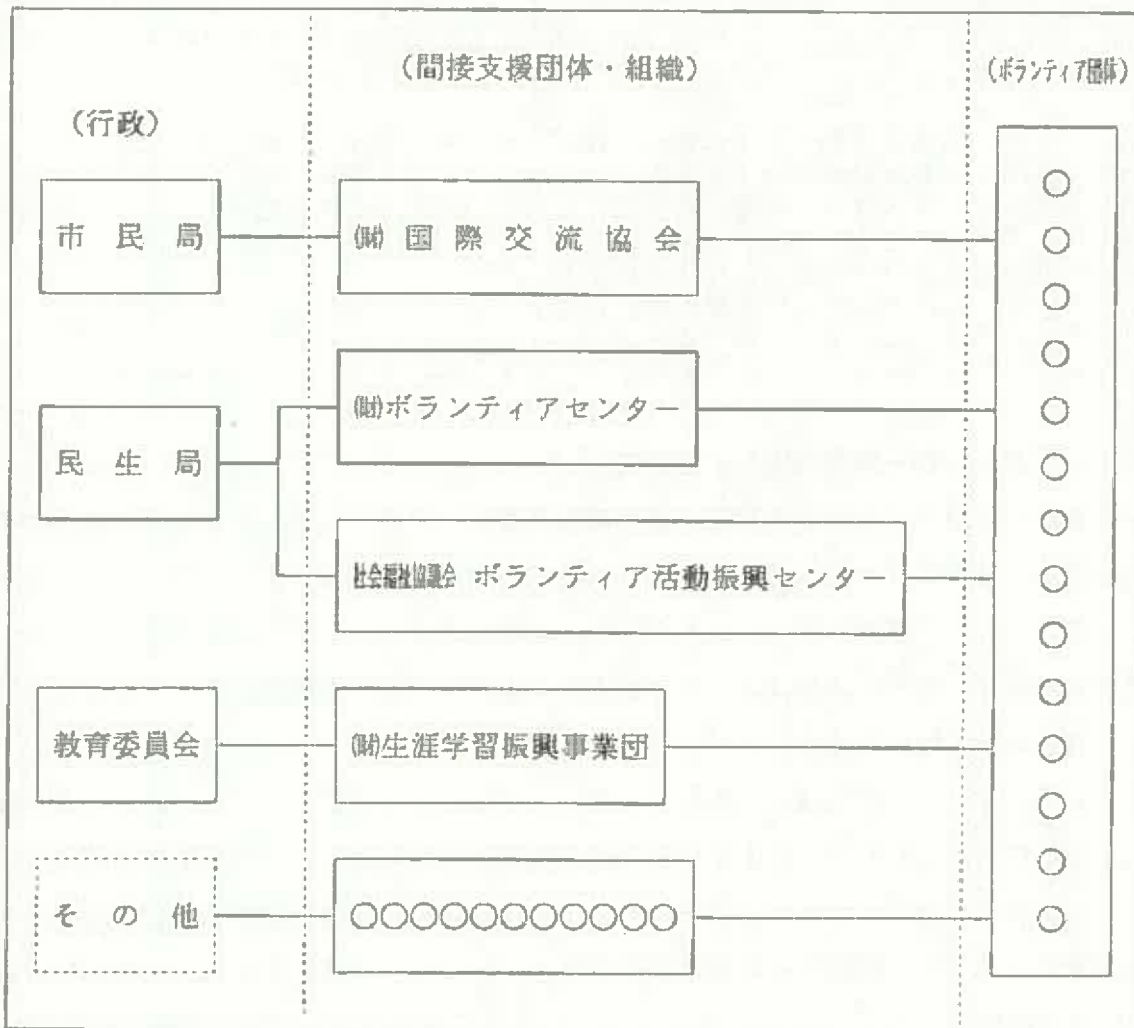 （間接支援団体・組織）
（ボランティア団体）
（行政）
市民局
㈶国際交流協会
民生局
㈶ボランティアセンター
社会福祉協議会 ボランティア活動振興センター
教育委員会
㈶生涯学習振興事業団
その他
○○○○○○○○○○○
○
○
○
○
○
○
○
○
○
○
○
○
○
○